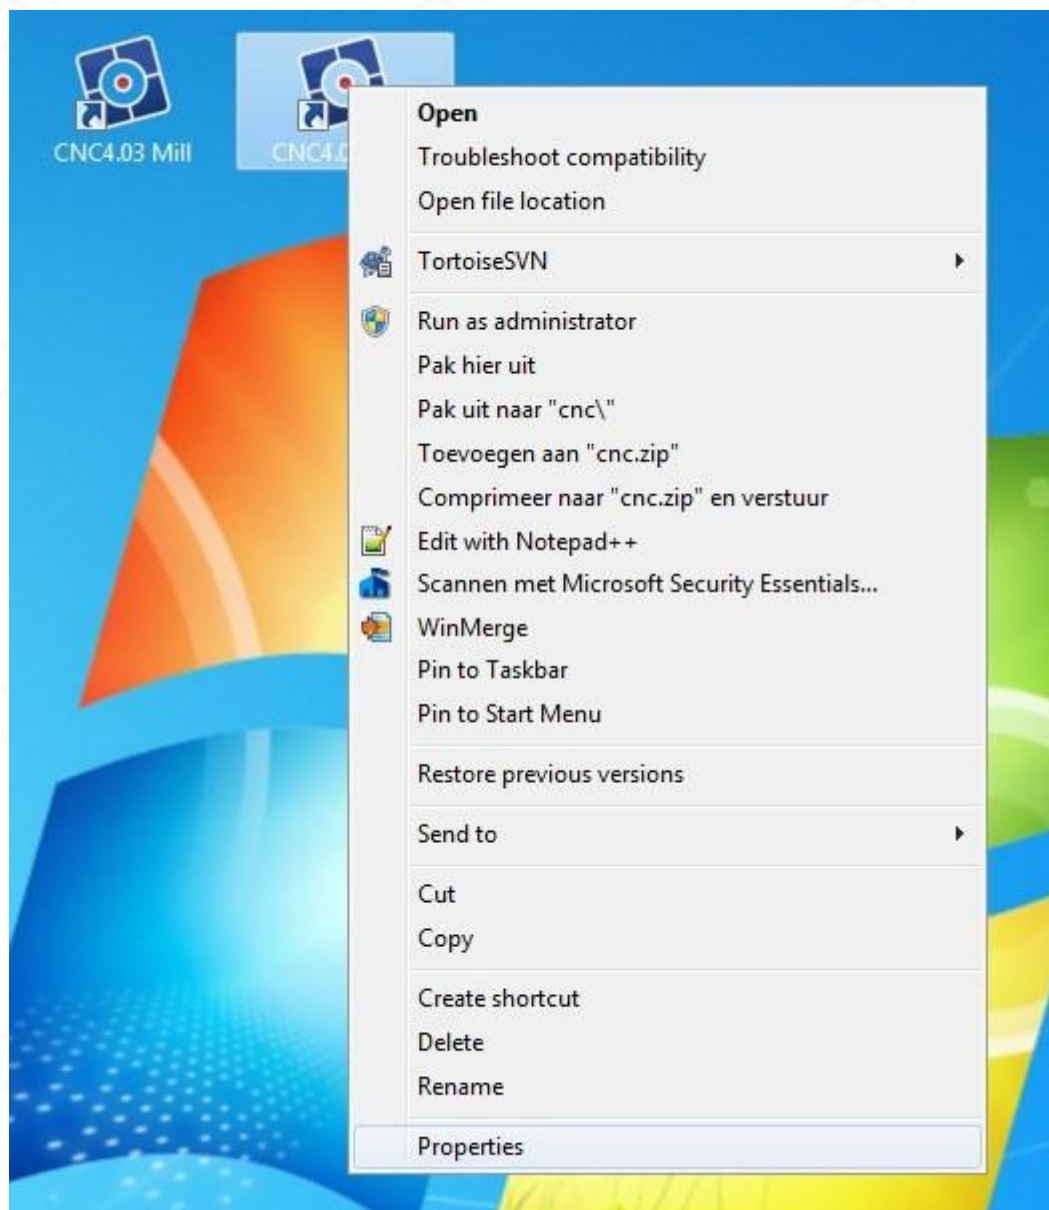 CNC4.03 Mill
CNC4.0
Open
Troubleshoot compatibility
Open file location
TortoiseSVN
Run as administrator
Pak hier uit
Pak uit naar "cnc\"
Toevoegen aan "cnc.zip"
Comprimeer naar "cnc.zip" en verstuur
Edit with Notepad++
Scannen met Microsoft Security Essentials...
WinMerge
Pin to Taskbar
Pin to Start Menu
Restore previous versions
Send to
Cut
Copy
Create shortcut
Delete
Rename
Properties